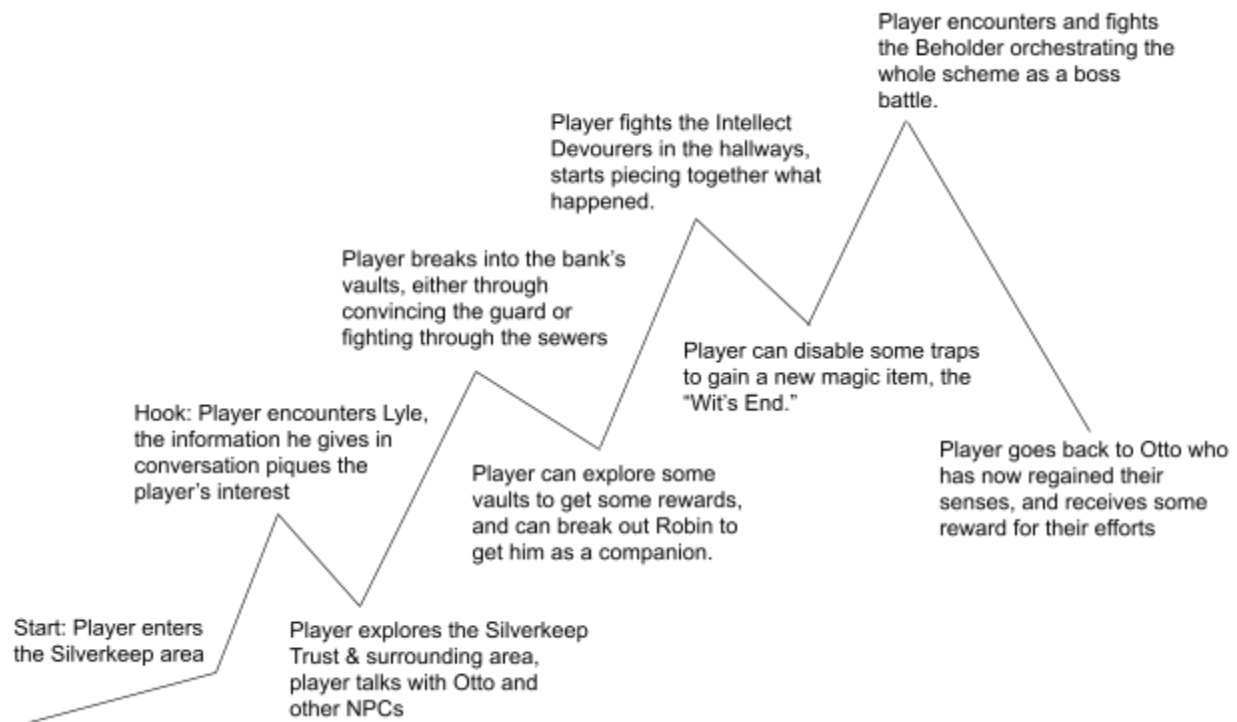 Start: Player enters
the Silverkeep area
Hook: Player encounters Lyle,
the information he gives in
conversation piques the
player's interest
Player explores the Silverkeep
Trust & surrounding area,
player talks with Otto and
other NPCs
Player breaks into the bank's
vaults, either through
convincing the guard or
fighting through the sewers
Player can explore some
vaults to get some rewards,
and can break out Robin to
get him as a companion.
Player fights the Intellect
Devourers in the hallways,
starts piecing together what
happened.
Player can disable some traps
to gain a new magic item, the
“Wit's End.”
Player encounters and fights
the Beholder orchestrating the
whole scheme as a boss
battle.
Player goes back to Otto who
has now regained their
senses, and receives some
reward for their efforts